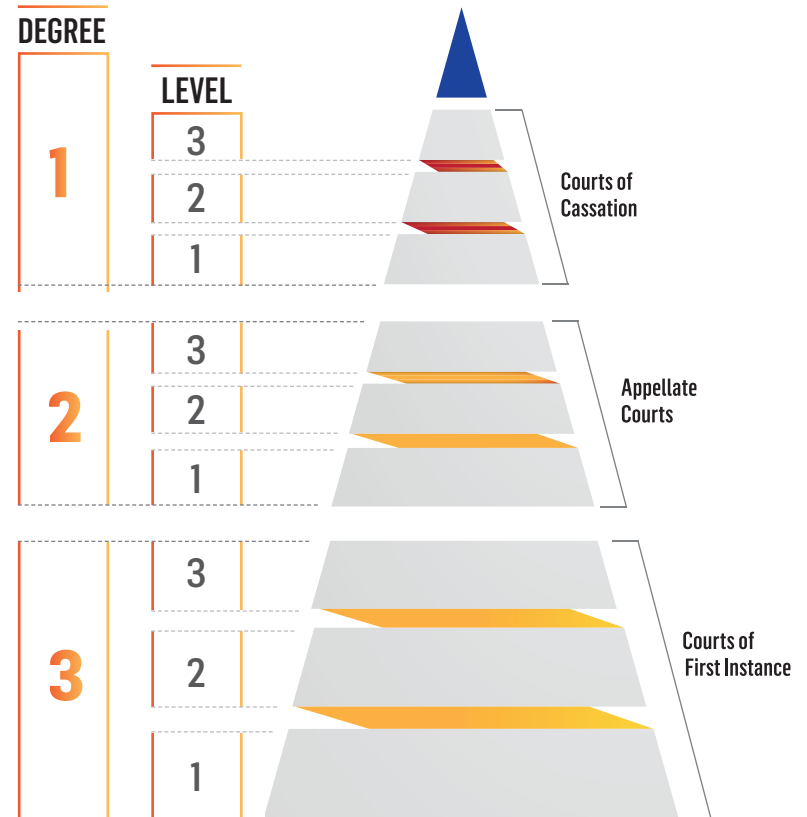 DEGREE
LEVEL
1
3
2
1
Courts of
Cassation
2
3
2
1
Appellate
Courts
3
3
2
1
Courts of
First Instance